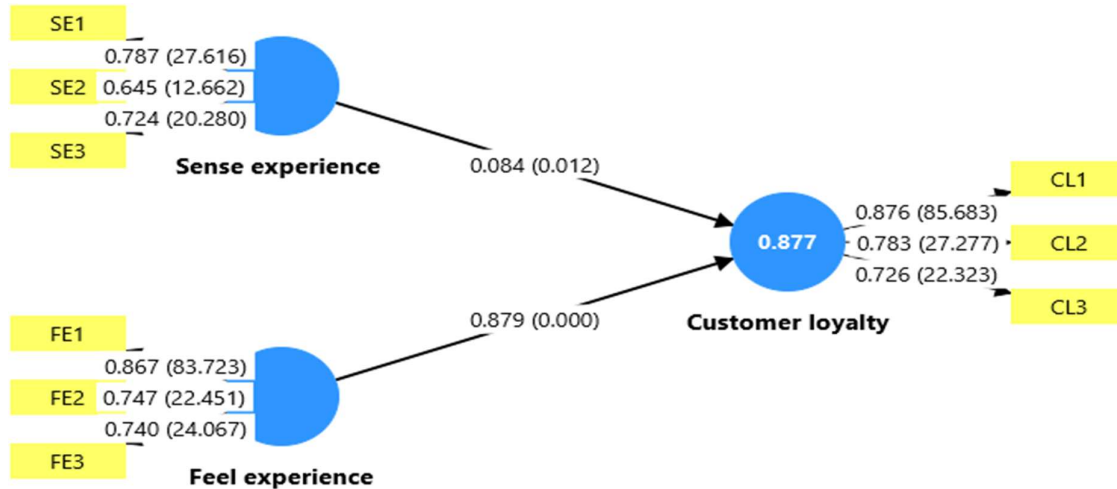 SE1
0.787 (27.616)
SE2
0.645 (12.662)
0.724 (20.280)
SE3
Sense experience
0.084 (0.012)
CL1
0.876 (85.683)
0.877
0.783 (27.277)
CL2
0.726 (22.323)
CL3
Customer loyalty
0.879 (0.000)
FE1
0.867 (83.723)
FE2
0.747 (22.451)
0.740 (24.067)
FE3
Feel experience